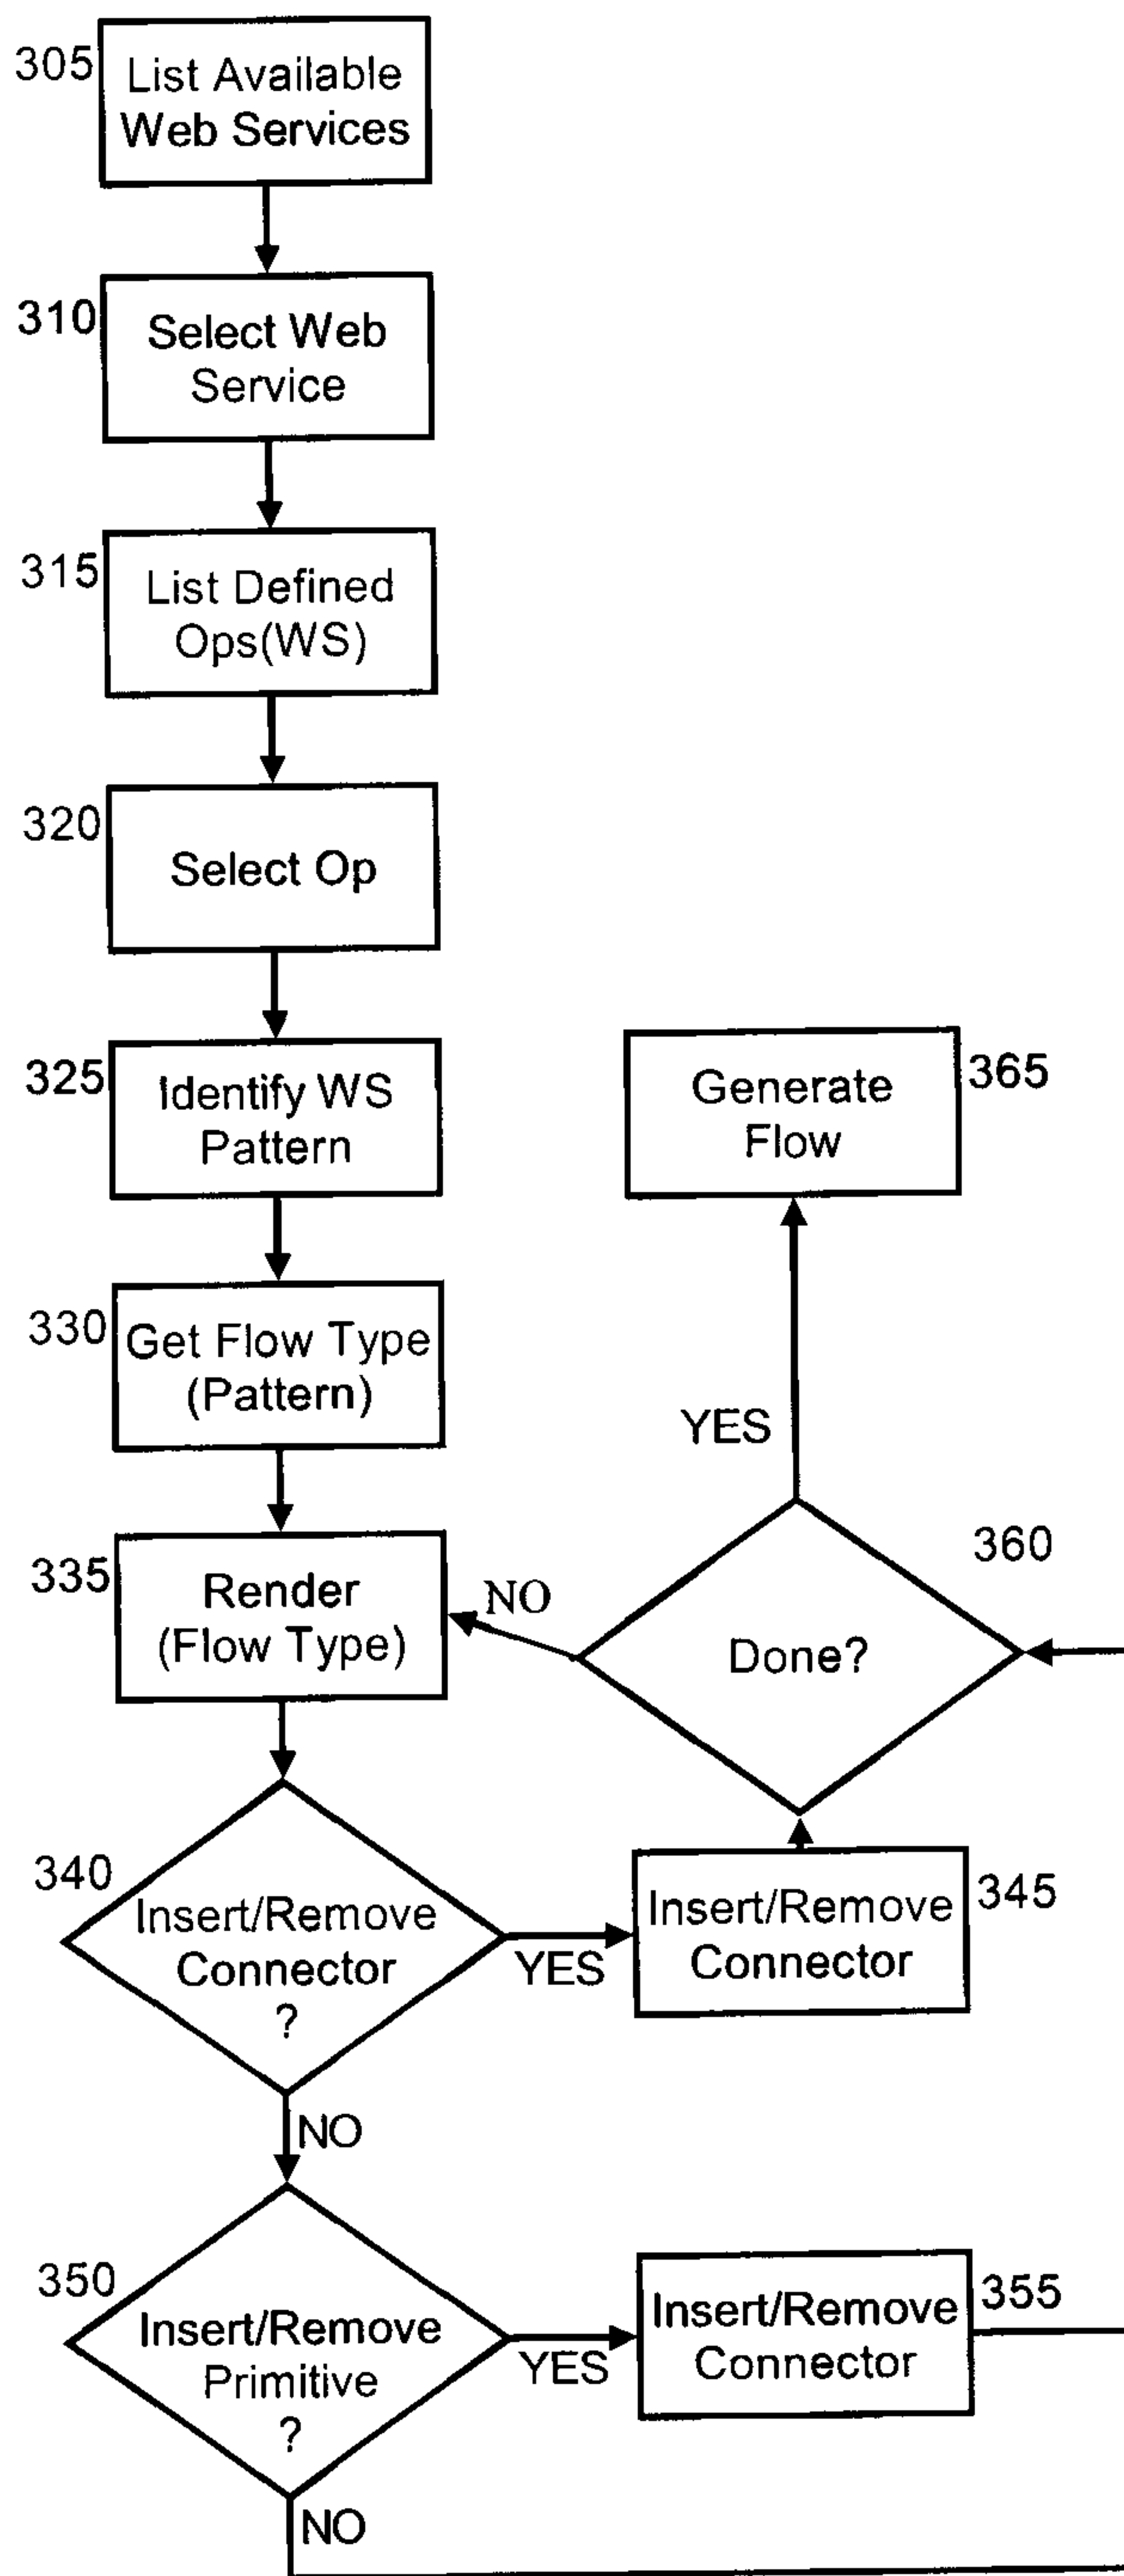 305
List Available
Web Services
310
Select Web
Service
315
List Defined
Ops(WS)
320
Select Op
325
Identify WS
Pattern
365
Generate
Flow
330
Get Flow Type
(Pattern)
YES
335
Render
(Flow Type)
NO
360
Done?
340
Insert/Remove
Connector
?
YES
345
Insert/Remove
Connector
NO
350
Insert/Remove
Primitive
?
YES
355
Insert/Remove
Connector
NO